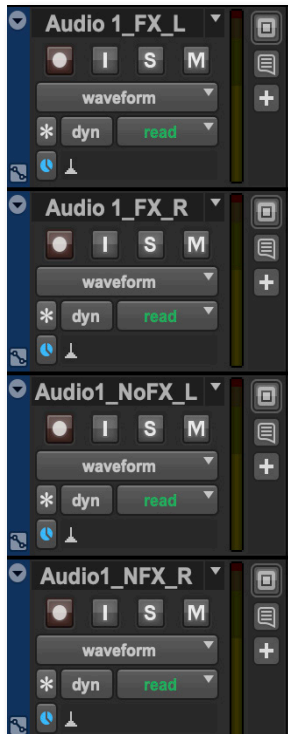 Audio 1_FX_L
I S M
waveform
* dyn read
Audio 1_FX_R
I S M
waveform
* dyn read
Audio1_NoFX_L
I S M
waveform
* dyn read
Audio1_NFX_R
I S M
waveform
* dyn read